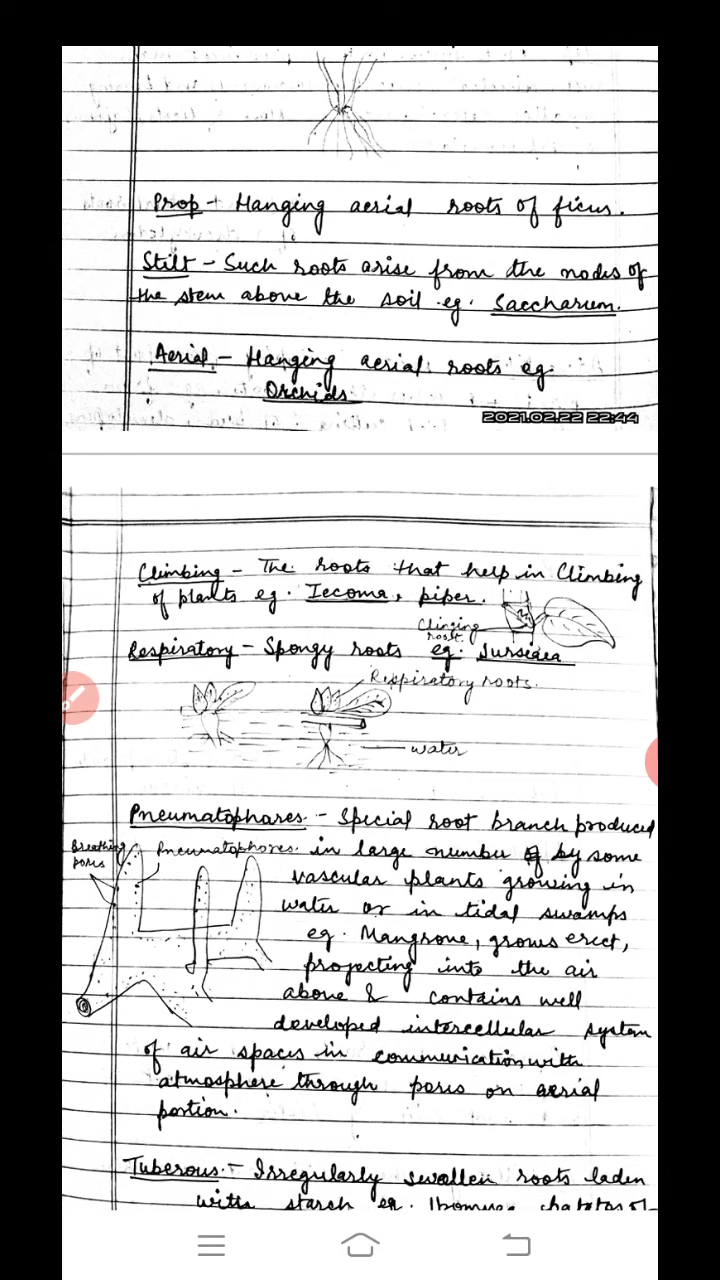 Prop - Hanging aerial roots of ficus.
Stilt - Such roots arise from the nodes of
the stem above the soil eg. Saccharum.
Aerial - Hanging aerial roots eg.
Orchids
2021.02.22 22:44
Climbing - The roots that help in Climbing
of plants eg. Tecoma, piper.
Clinging
root.
Respiratory - Spongy roots eg.
Respiratory roots.
water
Pneumatophores. - Special root branch produced
Breathing
pores
Pneumatophores.
in large number by some
vascular plants growing in
water or in tidal swamps
eg. Mangrove, grows erect,
projecting into the air
above & contains well
developed intercellular system
of air spaces in communication with
atmosphere through pores on aerial
portion.
Tuberous. - Irregularly swollen roots laden
with starch